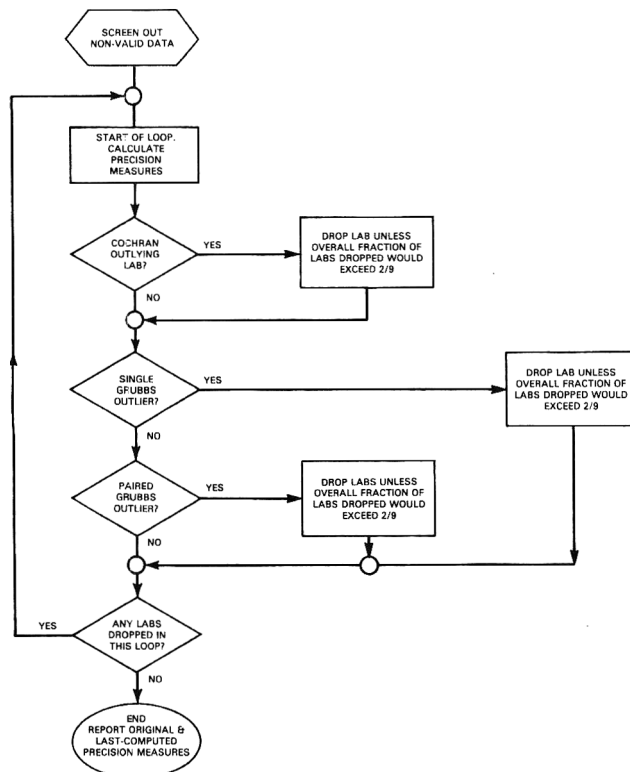 SCREEN OUT
NON-VALID DATA
START OF LOOP.
CALCULATE
PRECISION
MEASURES
COCHRAN
OUTLYING
LAB?
YES
DROP LAB UNLESS
OVERALL FRACTION OF
LABS DROPPED WOULD
EXCEED 2/9
NO
SINGLE
GRUBBS
OUTLIER?
YES
DROP LAB UNLESS
OVERALL FRACTION OF
LABS DROPPED WOULD
EXCEED 2/9
NO
PAIRED
GRUBBS
OUTLIER?
YES
DROP LABS UNLESS
OVERALL FRACTION OF
LABS DROPPED WOULD
EXCEED 2/9
NO
YES
ANY LABS
DROPPED IN
THIS LOOP?
NO
END
REPORT ORIGINAL &
LAST-COMPUTED
PRECISION MEASURES